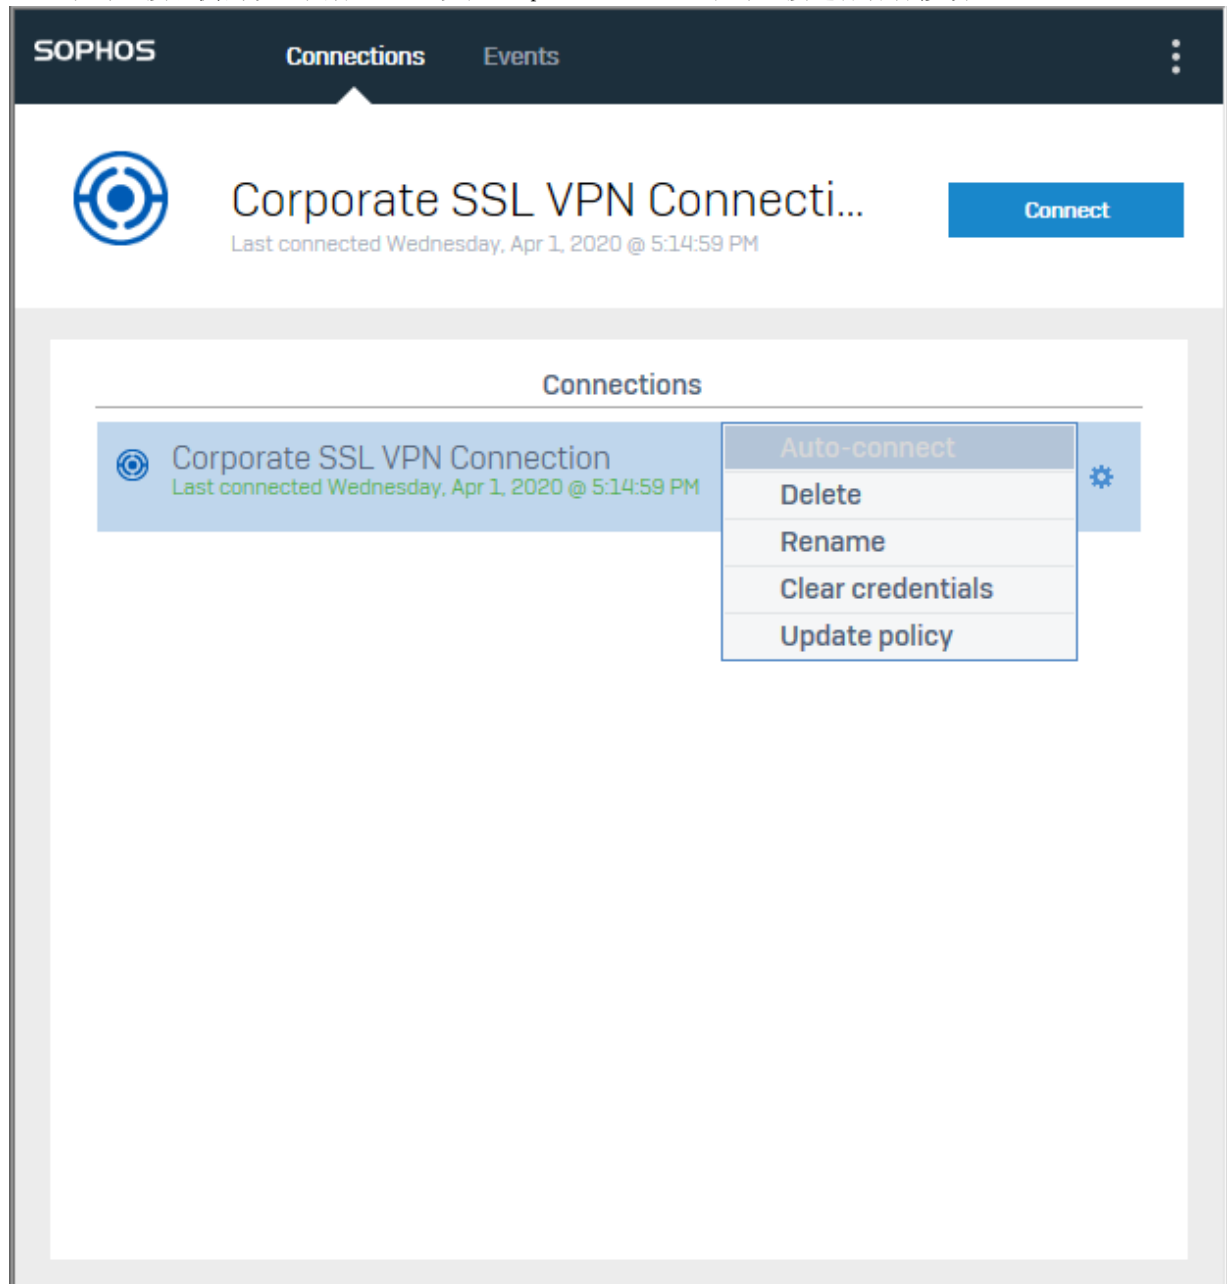 SOPHOS
Connections
Events
Corporate SSL VPN Connecti...
Connect
Last connected Wednesday, Apr 1, 2020 @ 5:14:59 PM
Connections
Corporate SSL VPN Connection
Last connected Wednesday, Apr 1, 2020 @ 5:14:59 PM
Auto-connect
Delete
Rename
Clear credentials
Update policy